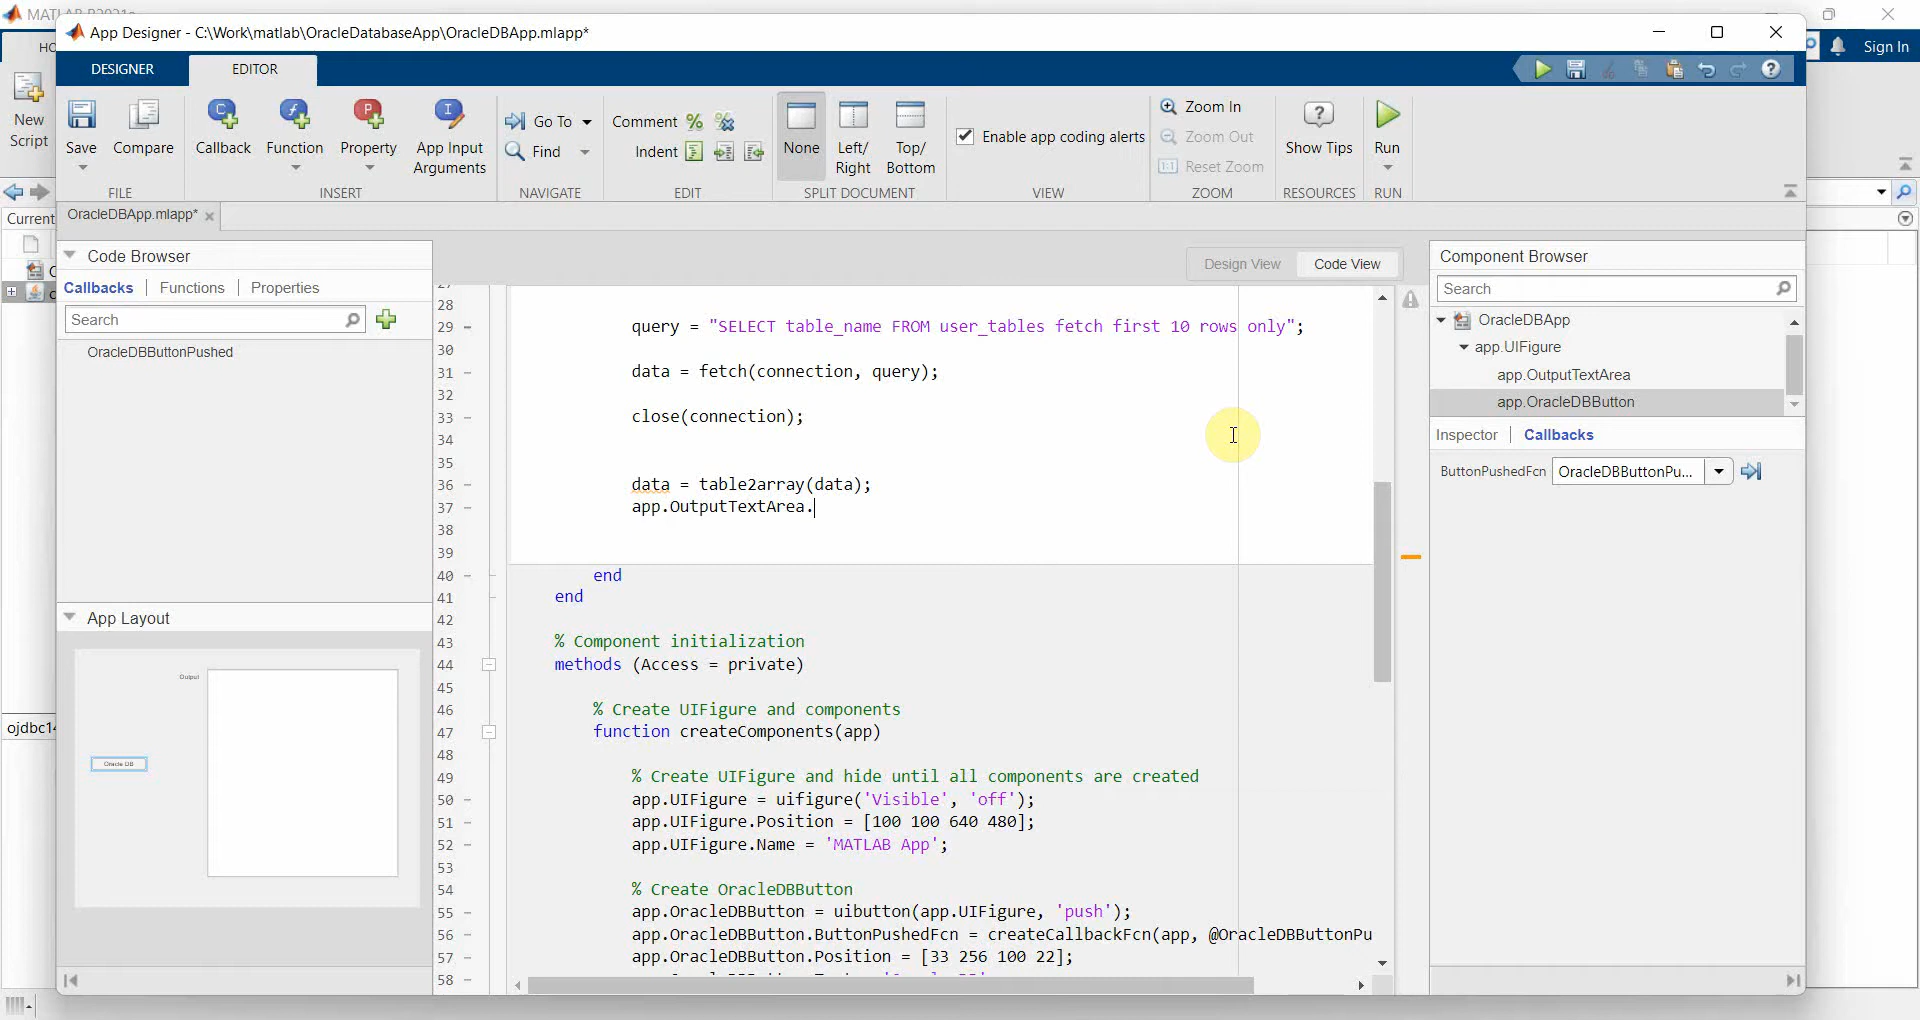 MATLAB R2021a
App Designer - C:\Work\matlab\OracleDatabaseApp\OracleDBApp.mlapp*
HO
DESIGNER
EDITOR
Sign In
New
Script
Save
Compare
FILE
Callback
Function
Property
App Input
Arguments
INSERT
Go To
Find
NAVIGATE
Comment
Indent
EDIT
None
Left/
Right
Top/
Bottom
SPLIT DOCUMENT
Enable app coding alerts
VIEW
Zoom In
Zoom Out
Reset Zoom
ZOOM
Show Tips
RESOURCES
Run
RUN
Current
OracleDBApp.mlapp*
Code Browser
Callbacks
Functions
Properties
Search
OracleDBButtonPushed
App Layout
Output
Oracle DB
ojdbc1
Design View
Code View
28
29 query = "SELECT table_name FROM user_tables fetch first 10 rows only";
30
31 data = fetch(connection, query);
32
33 close(connection);
34
35
36 data = table2array(data);
37 app.OutputTextArea.
38
39
40 end
41 end
42
43 % Component initialization
44 methods (Access = private)
45
46 % Create UIFigure and components
47 function createComponents(app)
48
49 % Create UIFigure and hide until all components are created
50 app.UIFigure = uifigure('Visible', 'off');
51 app.UIFigure.Position = [100 100 640 480];
52 app.UIFigure.Name = 'MATLAB App';
53
54 % Create OracleDBButton
55 app.OracleDBButton = uibutton(app.UIFigure, 'push');
56 app.OracleDBButton.ButtonPushedFcn = createCallbackFcn(app, @OracleDBButtonPu
57 app.OracleDBButton.Position = [33 256 100 22];
58
Component Browser
Search
OracleDBApp
app.UIFigure
app.OutputTextArea
app.OracleDBButton
Inspector
Callbacks
ButtonPushedFcn
OracleDBButtonPu...